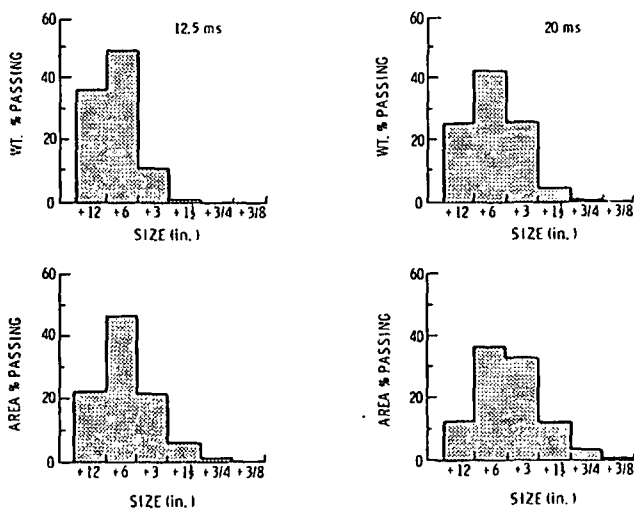 12.5 ms
60
40
20
0
WT. % PASSING
+12 +6 +3 +1½ +3/4 +3/8
SIZE (in.)
20 ms
60
40
20
0
WT. % PASSING
+12 +6 +3 +1½ +3/4 +3/8
SIZE (in.)
60
40
20
0
AREA % PASSING
+12 +6 +3 +1½ +3/4 +3/8
SIZE (in.)
60
40
20
0
AREA % PASSING
+12 +6 +3 +1½ +3/4 +3/8
SIZE (in.)